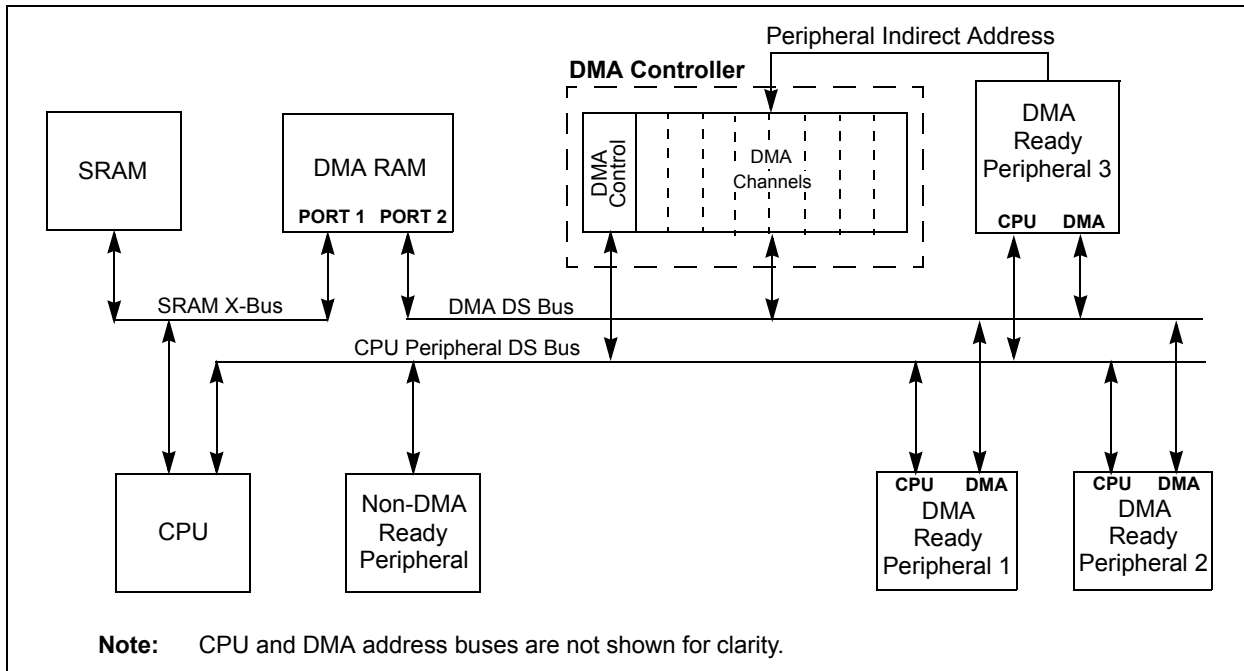 Peripheral Indirect Address
DMA Controller
SRAM
DMA RAM
PORT 1 PORT 2
DMA
Control
DMA
Channels
DMA
Ready
Peripheral 3
CPU DMA
SRAM X-Bus
DMA DS Bus
CPU Peripheral DS Bus
CPU
Non-DMA
Ready
Peripheral
CPU DMA
DMA
Ready
Peripheral 1
CPU DMA
DMA
Ready
Peripheral 2
Note: CPU and DMA address buses are not shown for clarity.